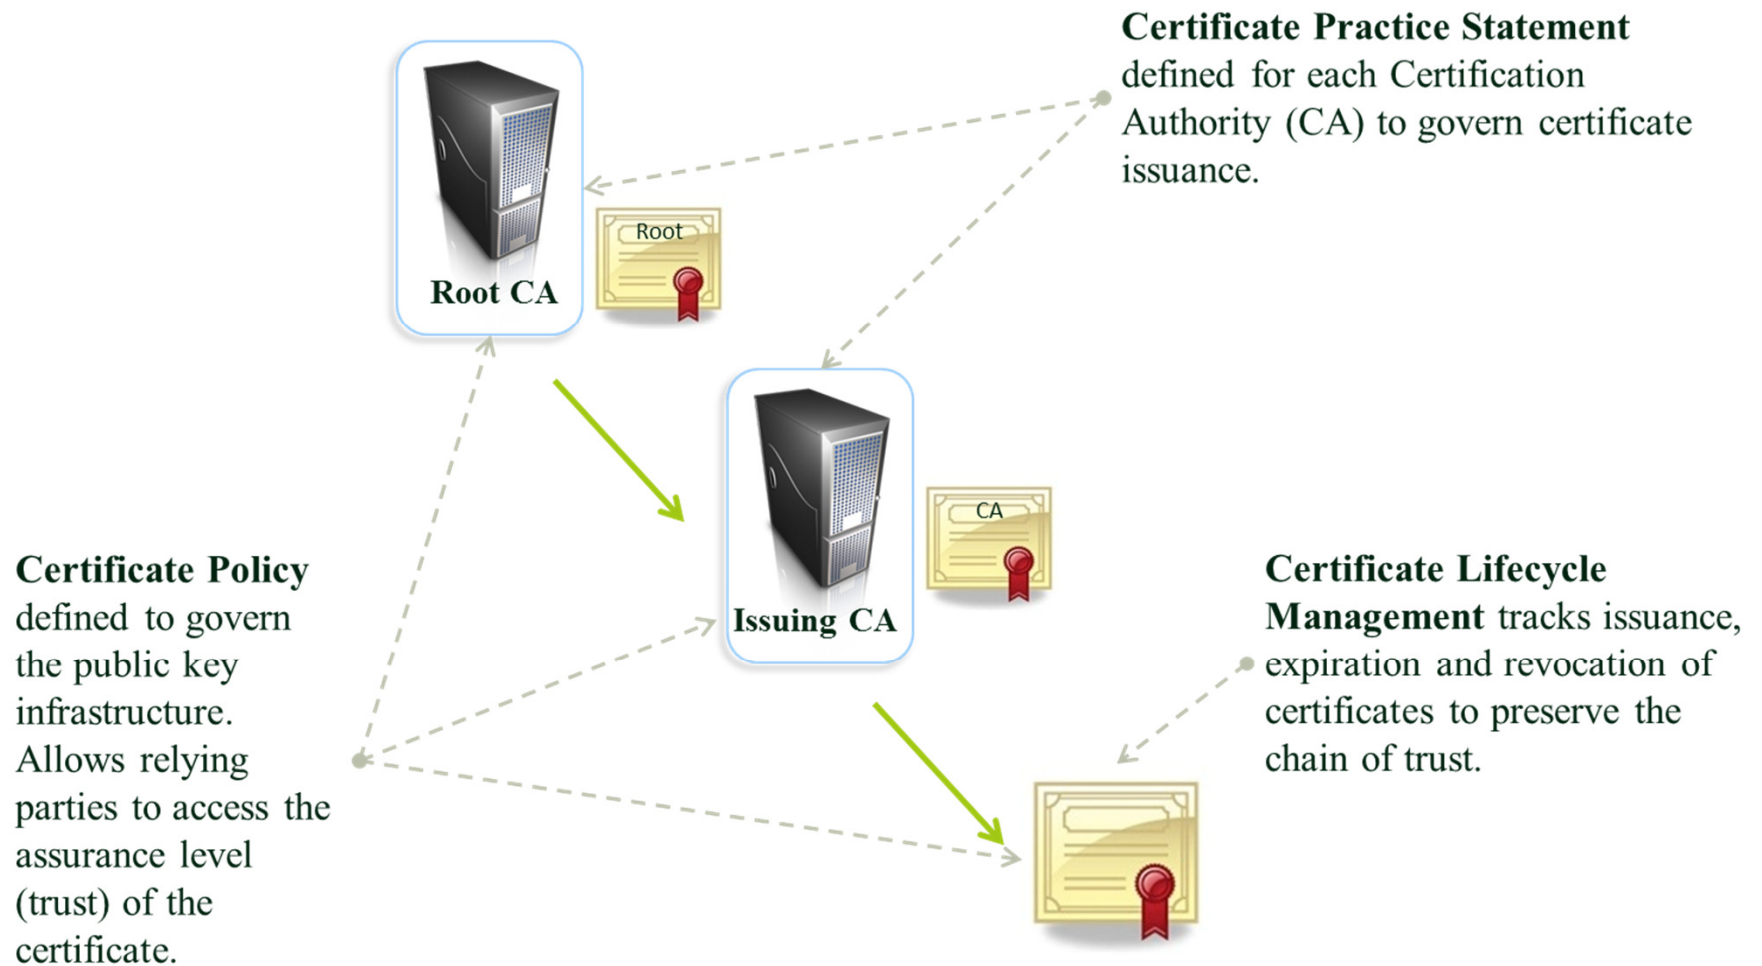 Certificate Practice Statement
defined for each Certification
Authority (CA) to govern certificate
issuance.
Root
Root CA
CA
Issuing CA
Certificate Policy
defined to govern
the public key
infrastructure.
Allows relying
parties to access the
assurance level
(trust) of the
certificate.
Certificate Lifecycle
Management tracks issuance,
expiration and revocation of
certificates to preserve the
chain of trust.